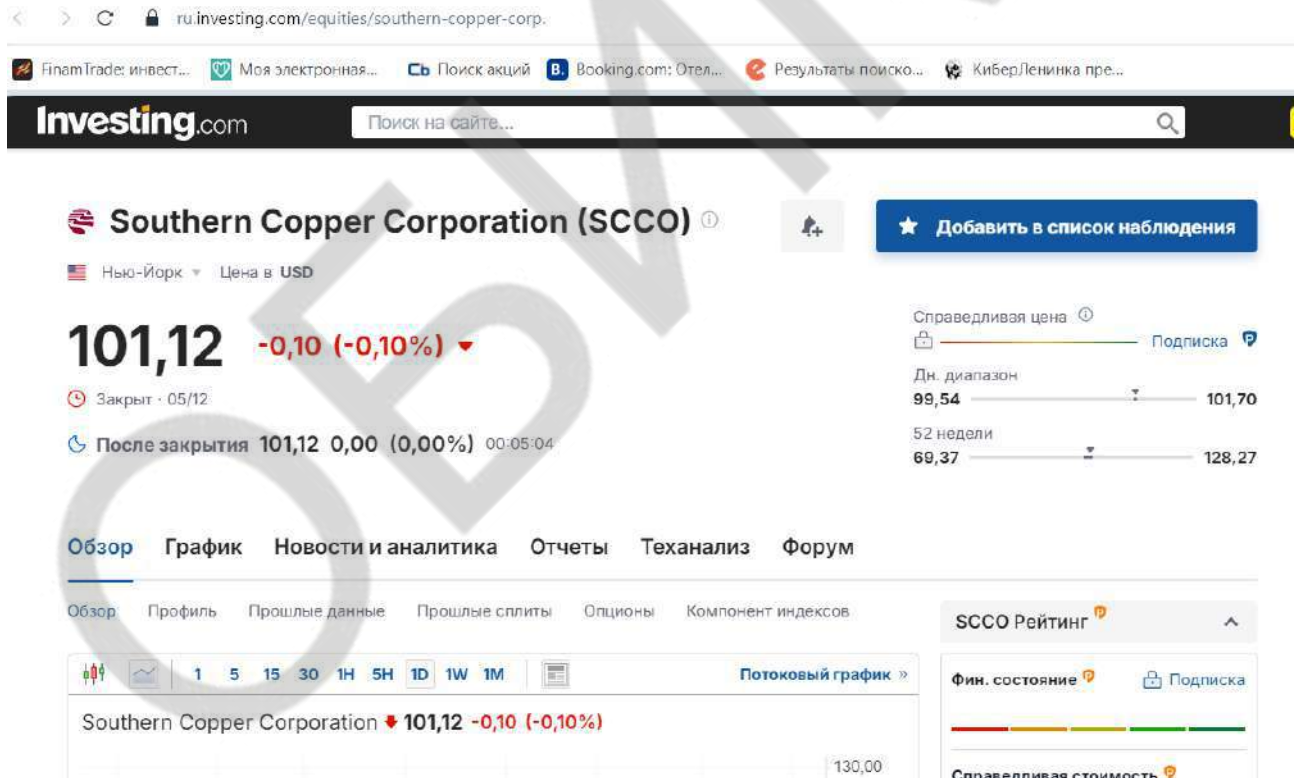 ru.investing.com/equities/southern-copper-corp.
FinamTrade: инвест... Моя электронная... Сb Поиск акций B. Booking.com: Отел... Результаты поиско... КиберЛенинка пре...
Investing.com Поиск на сайте...
Southern Copper Corporation (SCCO) Добавить в список наблюдения
Нью-Йорк Цена в USD
101,12 -0,10 (-0,10%)
Справедливая цена
Подписка
Закрыт · 05/12
Дн. диапазон
99,54 101,70
После закрытия 101,12 0,00 (0,00%) 00:05:04
52 недели
69,37 128,27
Обзор График Новости и аналитика Отчеты Теханализ Форум
Обзор Профиль Прошлые данные Прошлые сплиты Опционы Компонент индексов
SCCO Рейтинг
1 5 15 30 1H 5H 1D 1W 1M Потоковый график »
Фин. состояние Подписка
Southern Copper Corporation 101,12 -0,10 (-0,10%)
130,00
Справедливая стоимость